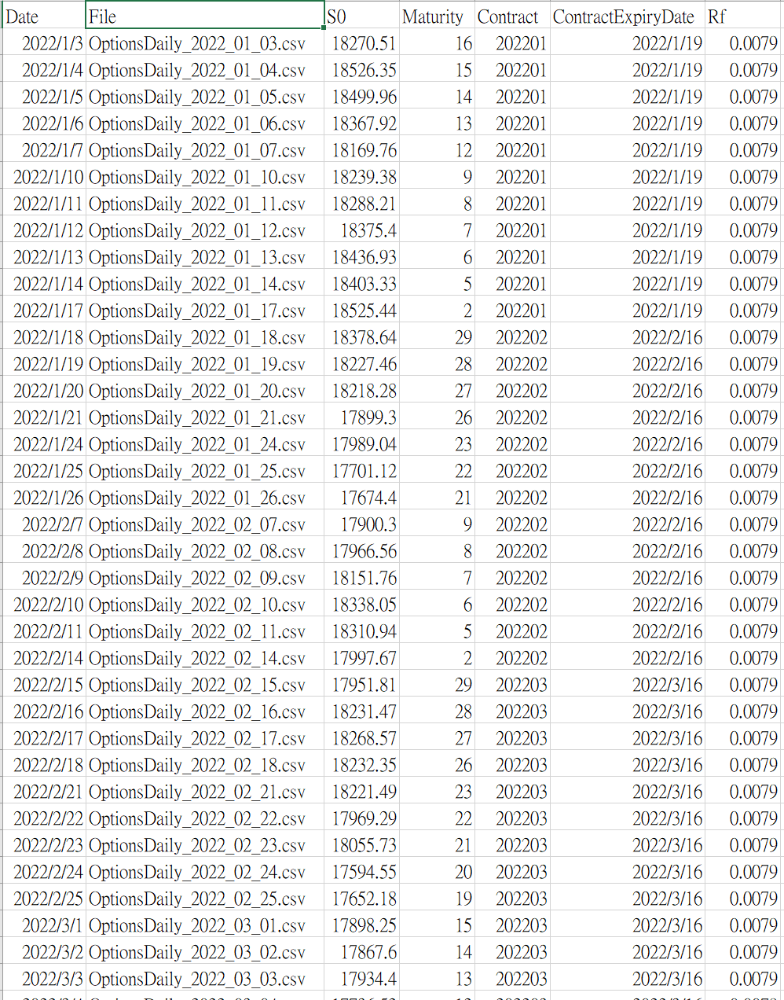 Date File S0 Maturity Contract ContractExpiryDate Rf
2022/1/3 OptionsDaily_2022_01_03.csv 18270.51 16 202201 2022/1/19 0.0079
2022/1/4 OptionsDaily_2022_01_04.csv 18526.35 15 202201 2022/1/19 0.0079
2022/1/5 OptionsDaily_2022_01_05.csv 18499.96 14 202201 2022/1/19 0.0079
2022/1/6 OptionsDaily_2022_01_06.csv 18367.92 13 202201 2022/1/19 0.0079
2022/1/7 OptionsDaily_2022_01_07.csv 18169.76 12 202201 2022/1/19 0.0079
2022/1/10 OptionsDaily_2022_01_10.csv 18239.38 9 202201 2022/1/19 0.0079
2022/1/11 OptionsDaily_2022_01_11.csv 18288.21 8 202201 2022/1/19 0.0079
2022/1/12 OptionsDaily_2022_01_12.csv 18375.4 7 202201 2022/1/19 0.0079
2022/1/13 OptionsDaily_2022_01_13.csv 18436.93 6 202201 2022/1/19 0.0079
2022/1/14 OptionsDaily_2022_01_14.csv 18403.33 5 202201 2022/1/19 0.0079
2022/1/17 OptionsDaily_2022_01_17.csv 18525.44 2 202201 2022/1/19 0.0079
2022/1/18 OptionsDaily_2022_01_18.csv 18378.64 29 202202 2022/2/16 0.0079
2022/1/19 OptionsDaily_2022_01_19.csv 18227.46 28 202202 2022/2/16 0.0079
2022/1/20 OptionsDaily_2022_01_20.csv 18218.28 27 202202 2022/2/16 0.0079
2022/1/21 OptionsDaily_2022_01_21.csv 17899.3 26 202202 2022/2/16 0.0079
2022/1/24 OptionsDaily_2022_01_24.csv 17989.04 23 202202 2022/2/16 0.0079
2022/1/25 OptionsDaily_2022_01_25.csv 17701.12 22 202202 2022/2/16 0.0079
2022/1/26 OptionsDaily_2022_01_26.csv 17674.4 21 202202 2022/2/16 0.0079
2022/2/7 OptionsDaily_2022_02_07.csv 17900.3 9 202202 2022/2/16 0.0079
2022/2/8 OptionsDaily_2022_02_08.csv 17966.56 8 202202 2022/2/16 0.0079
2022/2/9 OptionsDaily_2022_02_09.csv 18151.76 7 202202 2022/2/16 0.0079
2022/2/10 OptionsDaily_2022_02_10.csv 18338.05 6 202202 2022/2/16 0.0079
2022/2/11 OptionsDaily_2022_02_11.csv 18310.94 5 202202 2022/2/16 0.0079
2022/2/14 OptionsDaily_2022_02_14.csv 17997.67 2 202202 2022/2/16 0.0079
2022/2/15 OptionsDaily_2022_02_15.csv 17951.81 29 202203 2022/3/16 0.0079
2022/2/16 OptionsDaily_2022_02_16.csv 18231.47 28 202203 2022/3/16 0.0079
2022/2/17 OptionsDaily_2022_02_17.csv 18268.57 27 202203 2022/3/16 0.0079
2022/2/18 OptionsDaily_2022_02_18.csv 18232.35 26 202203 2022/3/16 0.0079
2022/2/21 OptionsDaily_2022_02_21.csv 18221.49 23 202203 2022/3/16 0.0079
2022/2/22 OptionsDaily_2022_02_22.csv 17969.29 22 202203 2022/3/16 0.0079
2022/2/23 OptionsDaily_2022_02_23.csv 18055.73 21 202203 2022/3/16 0.0079
2022/2/24 OptionsDaily_2022_02_24.csv 17594.55 20 202203 2022/3/16 0.0079
2022/2/25 OptionsDaily_2022_02_25.csv 17652.18 19 202203 2022/3/16 0.0079
2022/3/1 OptionsDaily_2022_03_01.csv 17898.25 15 202203 2022/3/16 0.0079
2022/3/2 OptionsDaily_2022_03_02.csv 17867.6 14 202203 2022/3/16 0.0079
2022/3/3 OptionsDaily_2022_03_03.csv 17934.4 13 202203 2022/3/16 0.0079